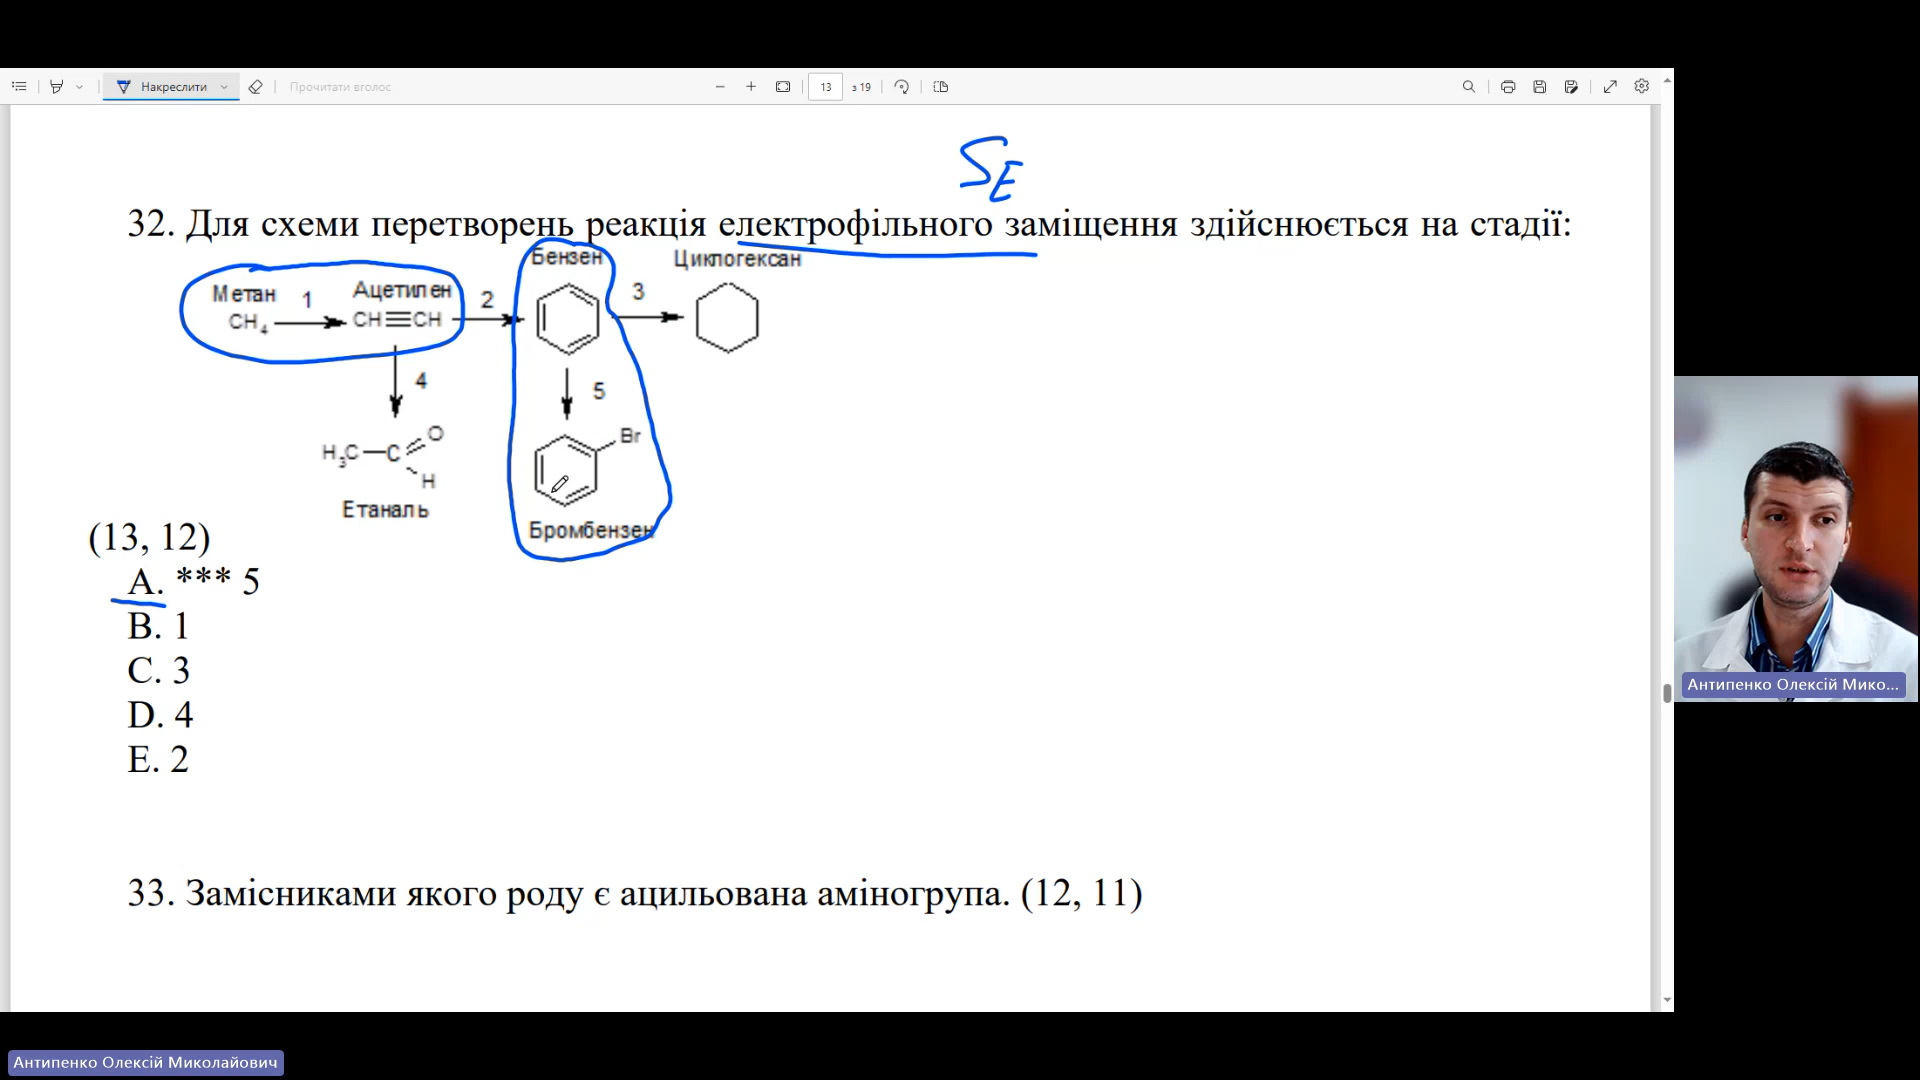 Накреслити
Прочитати вголос
13
з 19
S_E
32. Для схеми перетворень реакція електрофільного заміщення здійснюється на стадії:
Метан
CH4
1
Ацетилен
CH≡CH
2
Бензен
3
Циклогексан
4
5
H3C—C
O
H
Етаналь
Br
Бромбензен
(13, 12)
A. *** 5
B. 1
C. 3
D. 4
E. 2
33. Замісниками якого роду є ацильована аміногрупа. (12, 11)
Антипенко Олексій Мико...
Антипенко Олексій Миколайович